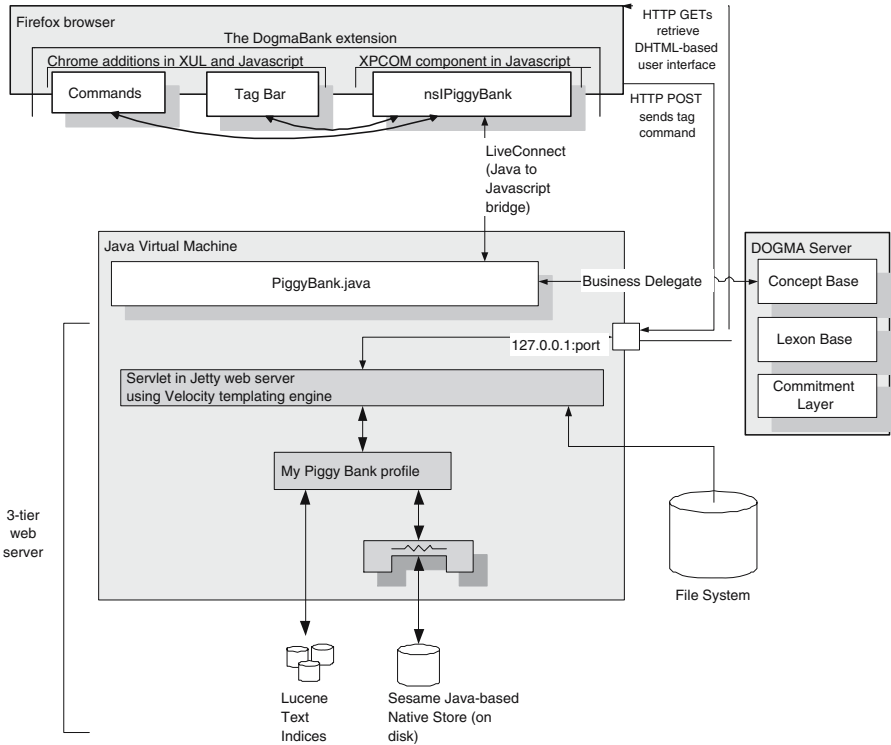 Firefox browser
The DogmaBank extension
Chrome additions in XUL and Javascript
XPCOM component in Javascript
Commands
Tag Bar
nsIPiggyBank
HTTP GETs
retrieve
DHTML-based
user interface
HTTP POST
sends tag
command
LiveConnect
(Java to
Javascript
bridge)
Java Virtual Machine
PiggyBank.java
Business Delegate
DOGMA Server
Concept Base
Lexon Base
Commitment
Layer
127.0.0.1:port
Servlet in Jetty web server
using Velocity templating engine
My Piggy Bank profile
3-tier
web
server
File System
Lucene
Text
Indices
Sesame Java-based
Native Store (on
disk)